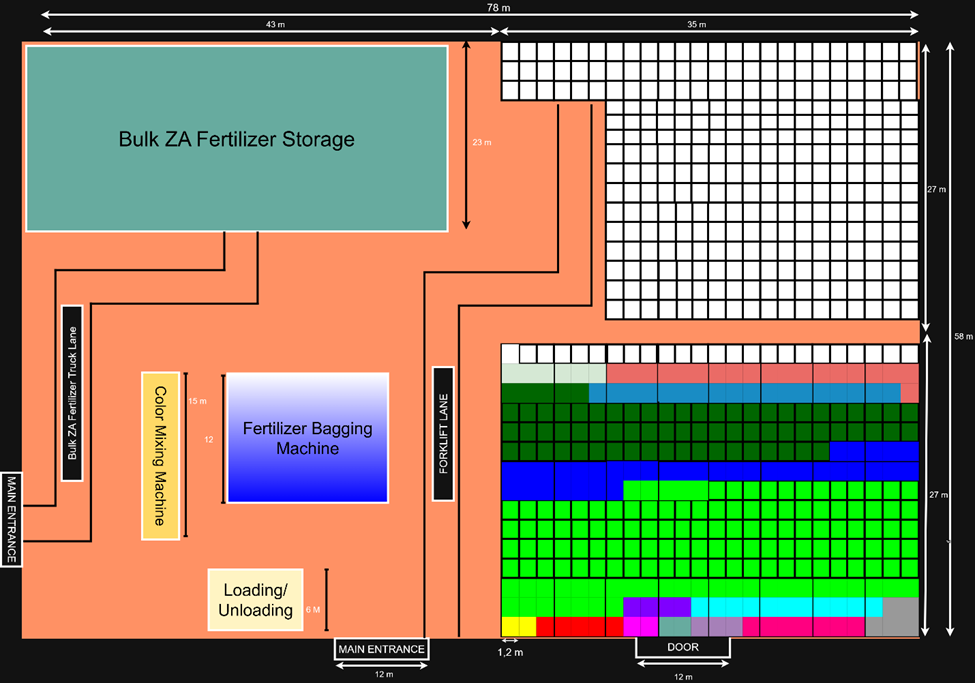 78 m
43 m
35 m
Bulk ZA Fertilizer Storage
23 m
27 m
58 m
Bulk ZA Fertilizer Truck Lane
Color Mixing Machine
15 m
12
Fertilizer Bagging
Machine
FORKLIFT LANE
MAIN ENTRANCE
27 m
Loading/
Unloading
6 M
MAIN ENTRANCE
12 m
1,2 m
DOOR
12 m